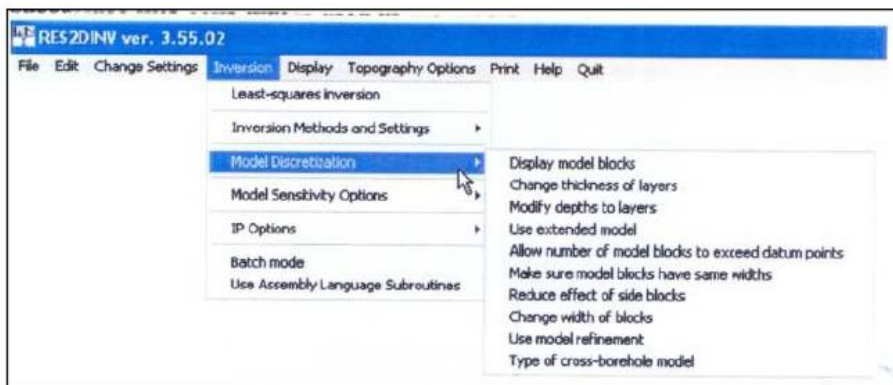 RES2DINV ver. 3.55.02
File Edit Change Settings Inversion Display Topography Options Print Help Quit
Least-squares inversion
Inversion Methods and Settings
Model Discretization
Model Sensitivity Options
IP Options
Batch mode
Use Assembly Language Subroutines
Display model blocks
Change thickness of layers
Modify depths to layers
Use extended model
Allow number of model blocks to exceed datum points
Make sure model blocks have same widths
Reduce effect of side blocks
Change width of blocks
Use model refinement
Type of cross-borehole model